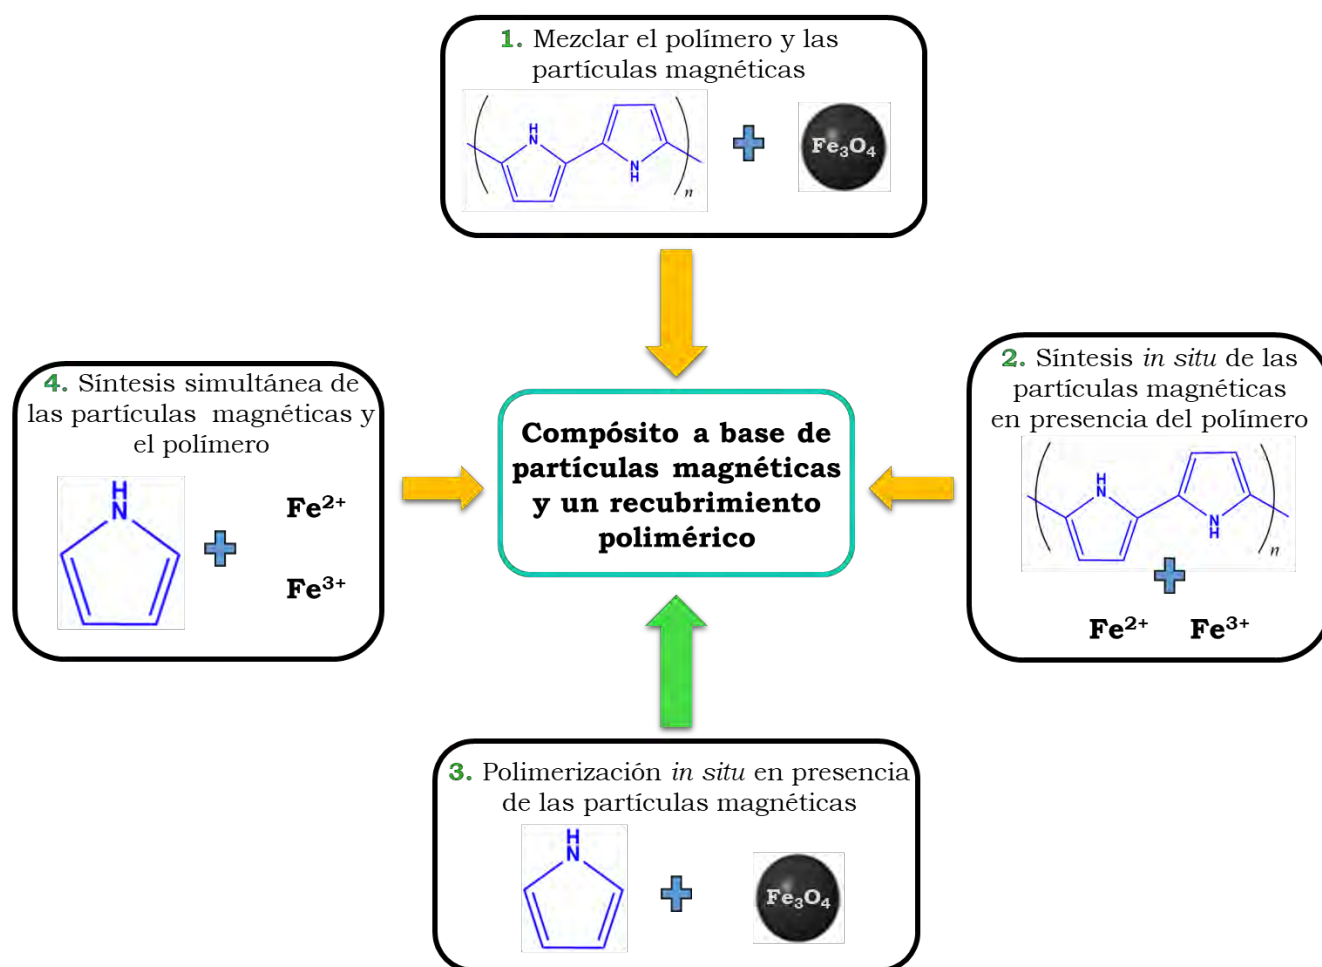 1. Mezclar el polímero y las
partículas magnéticas
H
N
N
H
n
Fe₃O₄
4. Síntesis simultánea de
las partículas magnéticas y
el polímero
H
N
Fe²⁺
Fe³⁺
Compósito a base de
partículas magnéticas
y un recubrimiento
polimérico
2. Síntesis in situ de las
partículas magnéticas
en presencia del polímero
H
N
N
H
n
Fe²⁺ Fe³⁺
3. Polimerización in situ en presencia
de las partículas magnéticas
H
N
Fe₃O₄